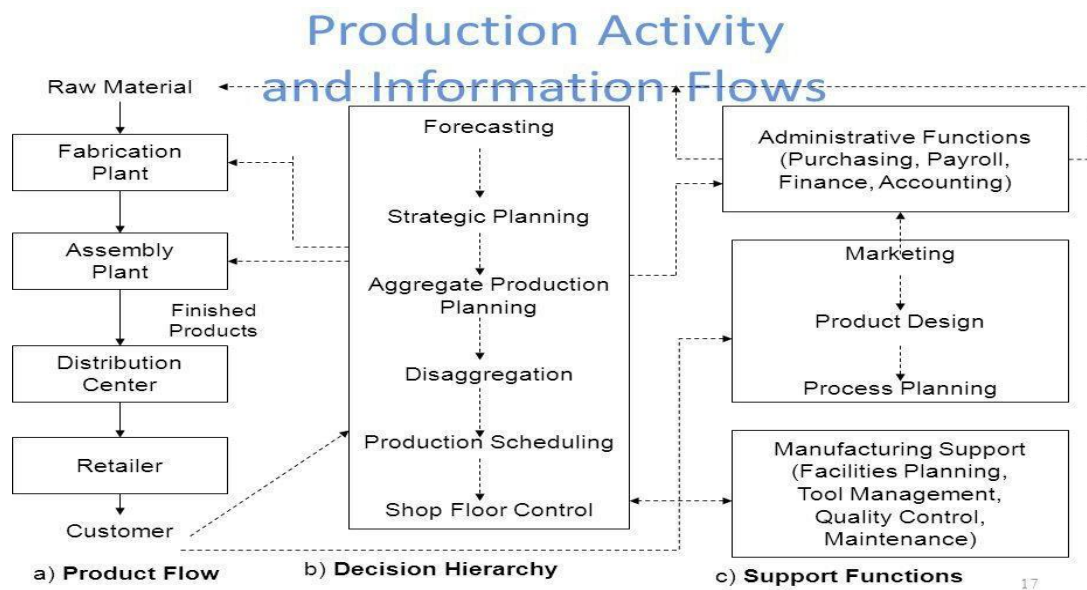 Production Activity
and Information Flows
Raw Material
Fabrication
Plant
Assembly
Plant
Finished
Products
Distribution
Center
Retailer
Customer
a) Product Flow
Forecasting
Strategic Planning
Aggregate Production
Planning
Disaggregation
Production Scheduling
Shop Floor Control
b) Decision Hierarchy
Administrative Functions
(Purchasing, Payroll,
Finance, Accounting)
Marketing
Product Design
Process Planning
Manufacturing Support
(Facilities Planning,
Tool Management,
Quality Control,
Maintenance)
c) Support Functions
17